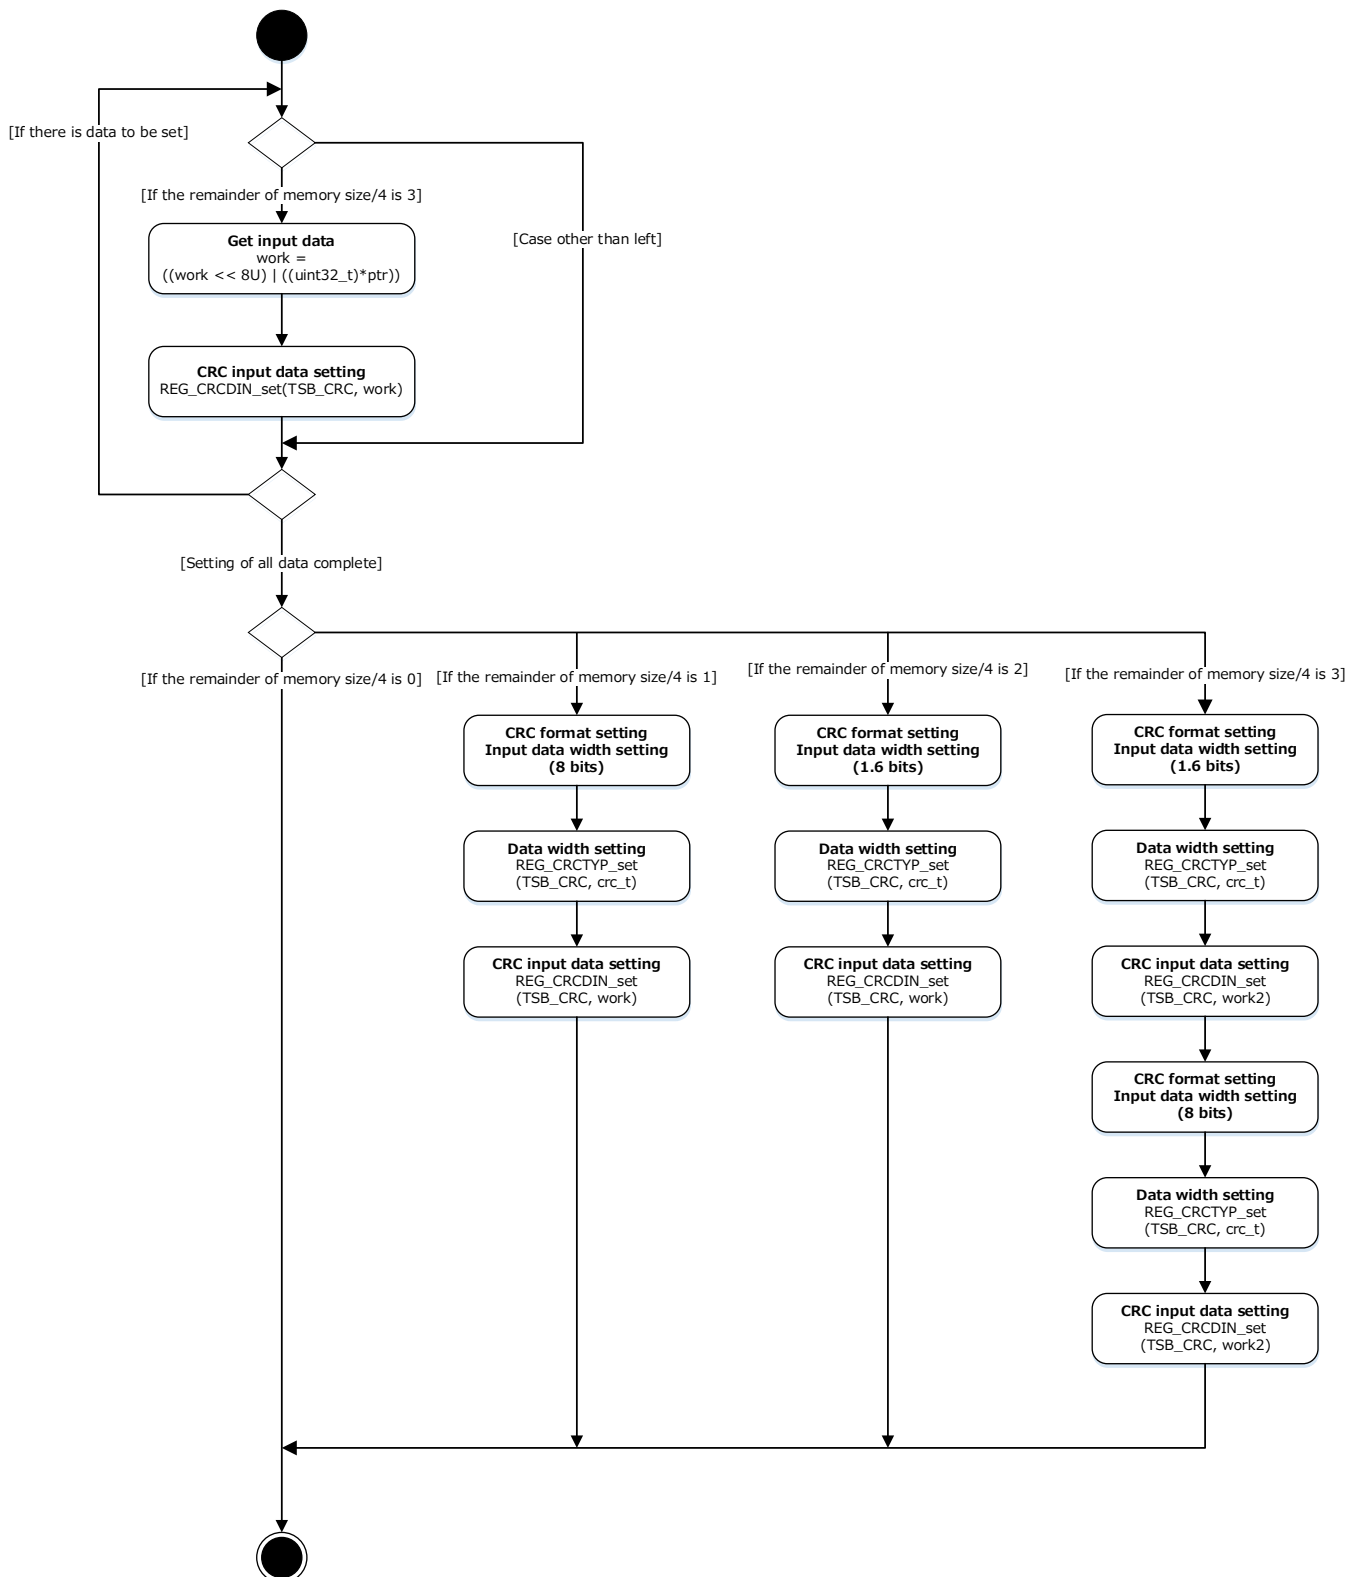 [If there is data to be set]
[If the remainder of memory size/4 is 3]
Get input data
work =
((work << 8U) | ((uint32_t)*ptr))
[Case other than left]
CRC input data setting
REG_CRCDIN_set(TSB_CRC, work)
[Setting of all data complete]
[If the remainder of memory size/4 is 0]
[If the remainder of memory size/4 is 1]
CRC format setting
Input data width setting
(8 bits)
Data width setting
REG_CRCTYP_set
(TSB_CRC, crc_t)
CRC input data setting
REG_CRCDIN_set
(TSB_CRC, work)
[If the remainder of memory size/4 is 2]
CRC format setting
Input data width setting
(1.6 bits)
Data width setting
REG_CRCTYP_set
(TSB_CRC, crc_t)
CRC input data setting
REG_CRCDIN_set
(TSB_CRC, work)
[If the remainder of memory size/4 is 3]
CRC format setting
Input data width setting
(1.6 bits)
Data width setting
REG_CRCTYP_set
(TSB_CRC, crc_t)
CRC input data setting
REG_CRCDIN_set
(TSB_CRC, work2)
CRC format setting
Input data width setting
(8 bits)
Data width setting
REG_CRCTYP_set
(TSB_CRC, crc_t)
CRC input data setting
REG_CRCDIN_set
(TSB_CRC, work2)